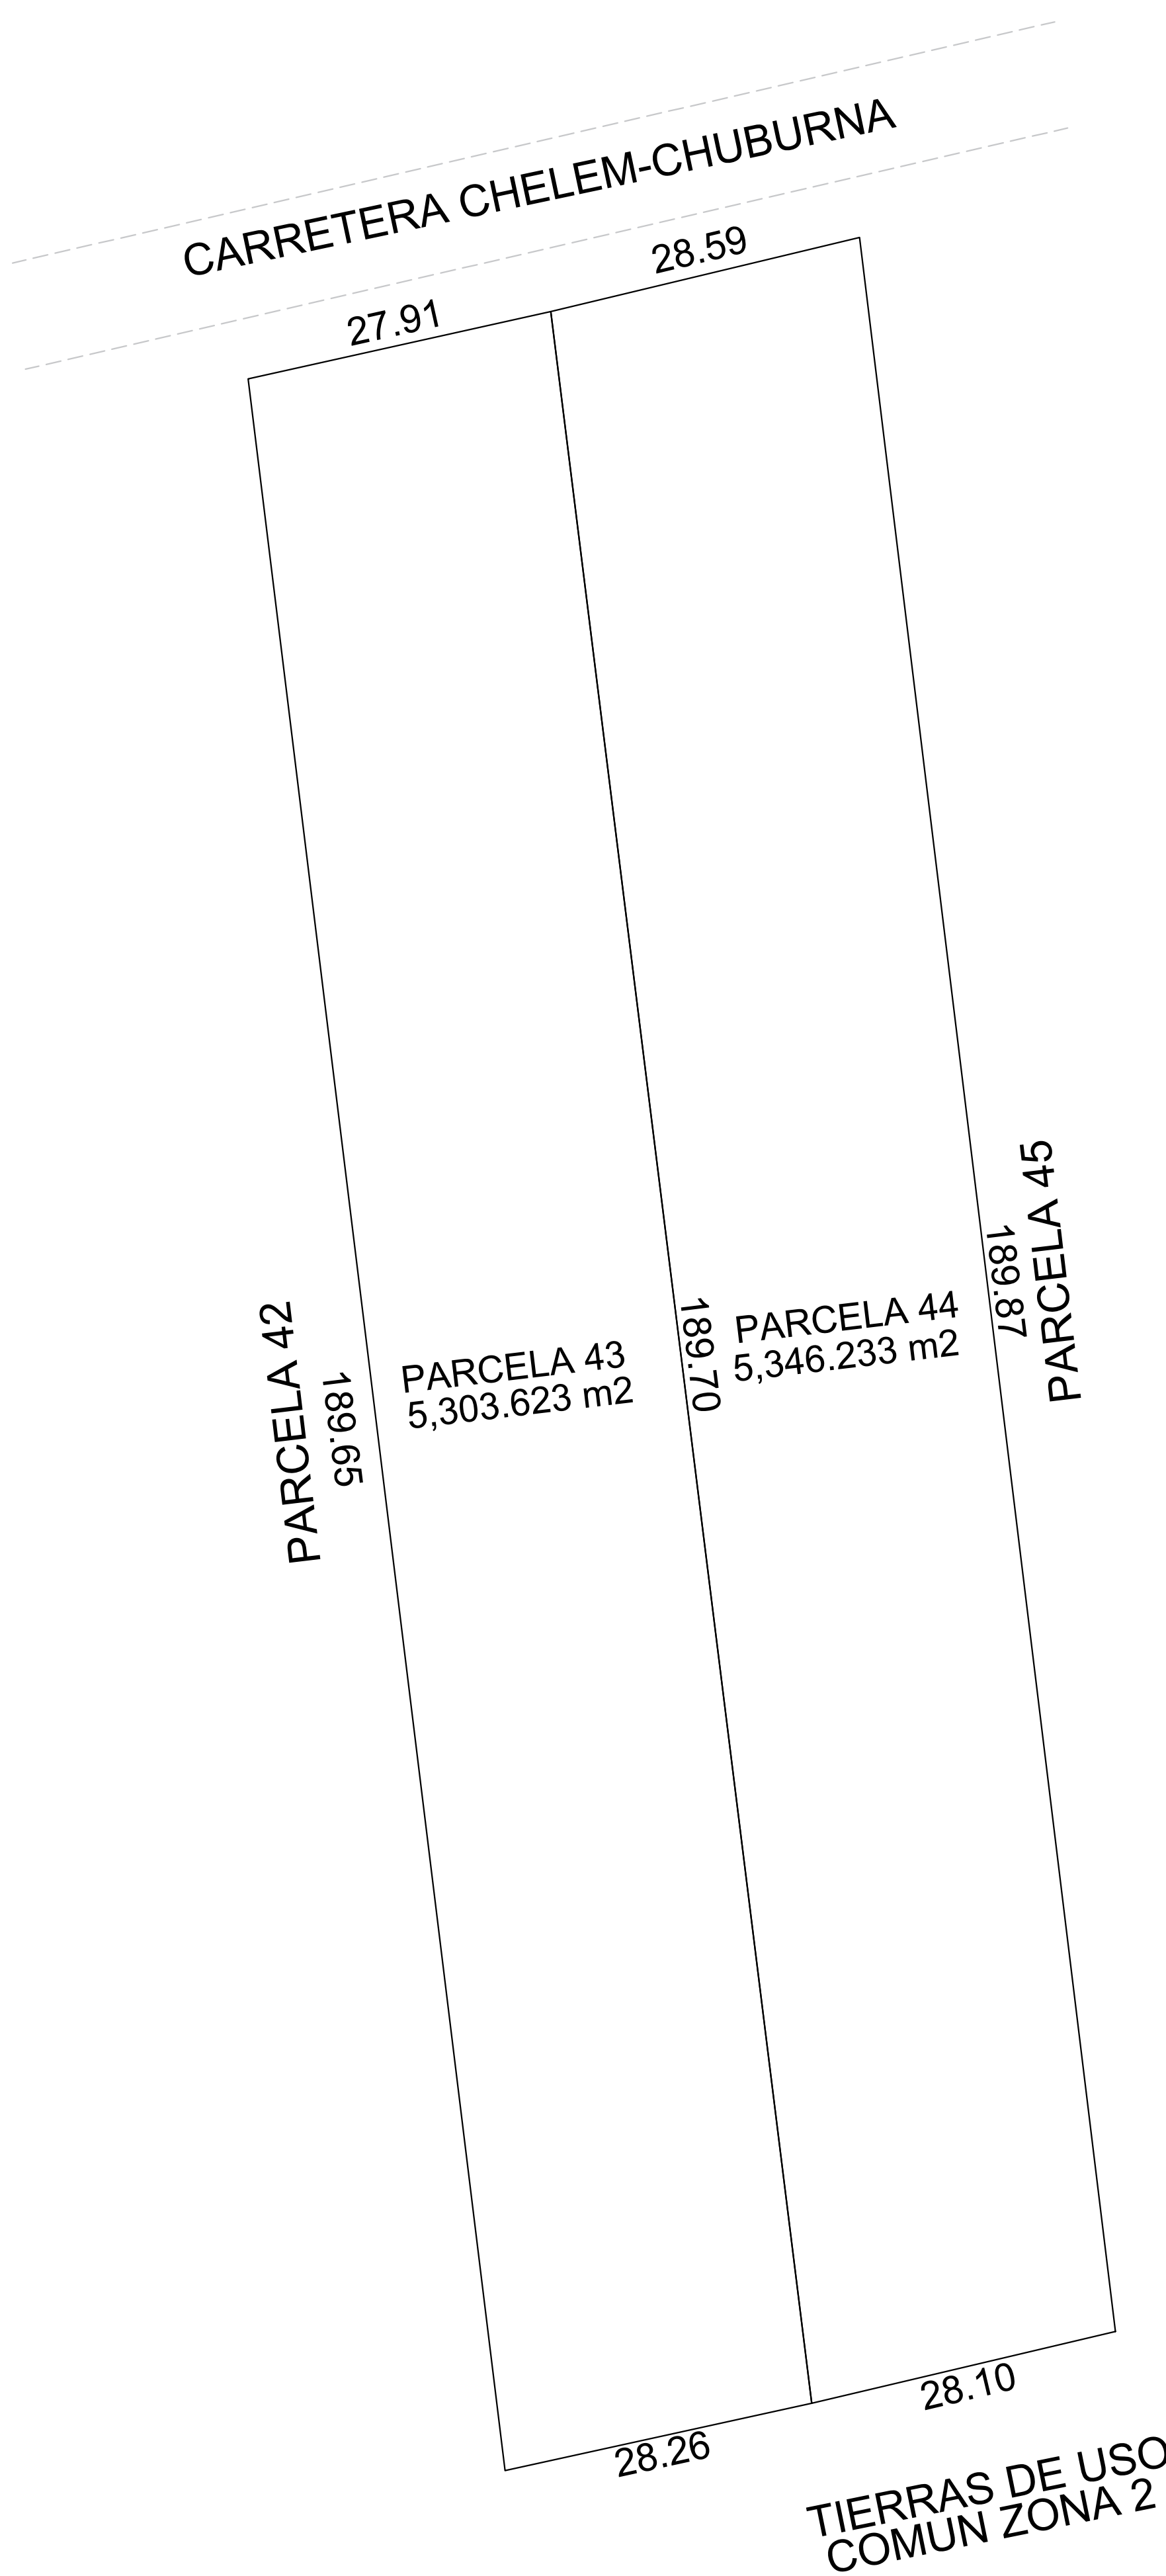 CARRETERA CHELEM-CHUBURNA
28.59
27.91
PARCELA 45
189.87
PARCELA 44
5,346.233 m2
189.70
PARCELA 43
5,303.623 m2
PARCELA 42
189.65
28.10
28.26
TIERRAS DE USO
COMUN ZONA 2